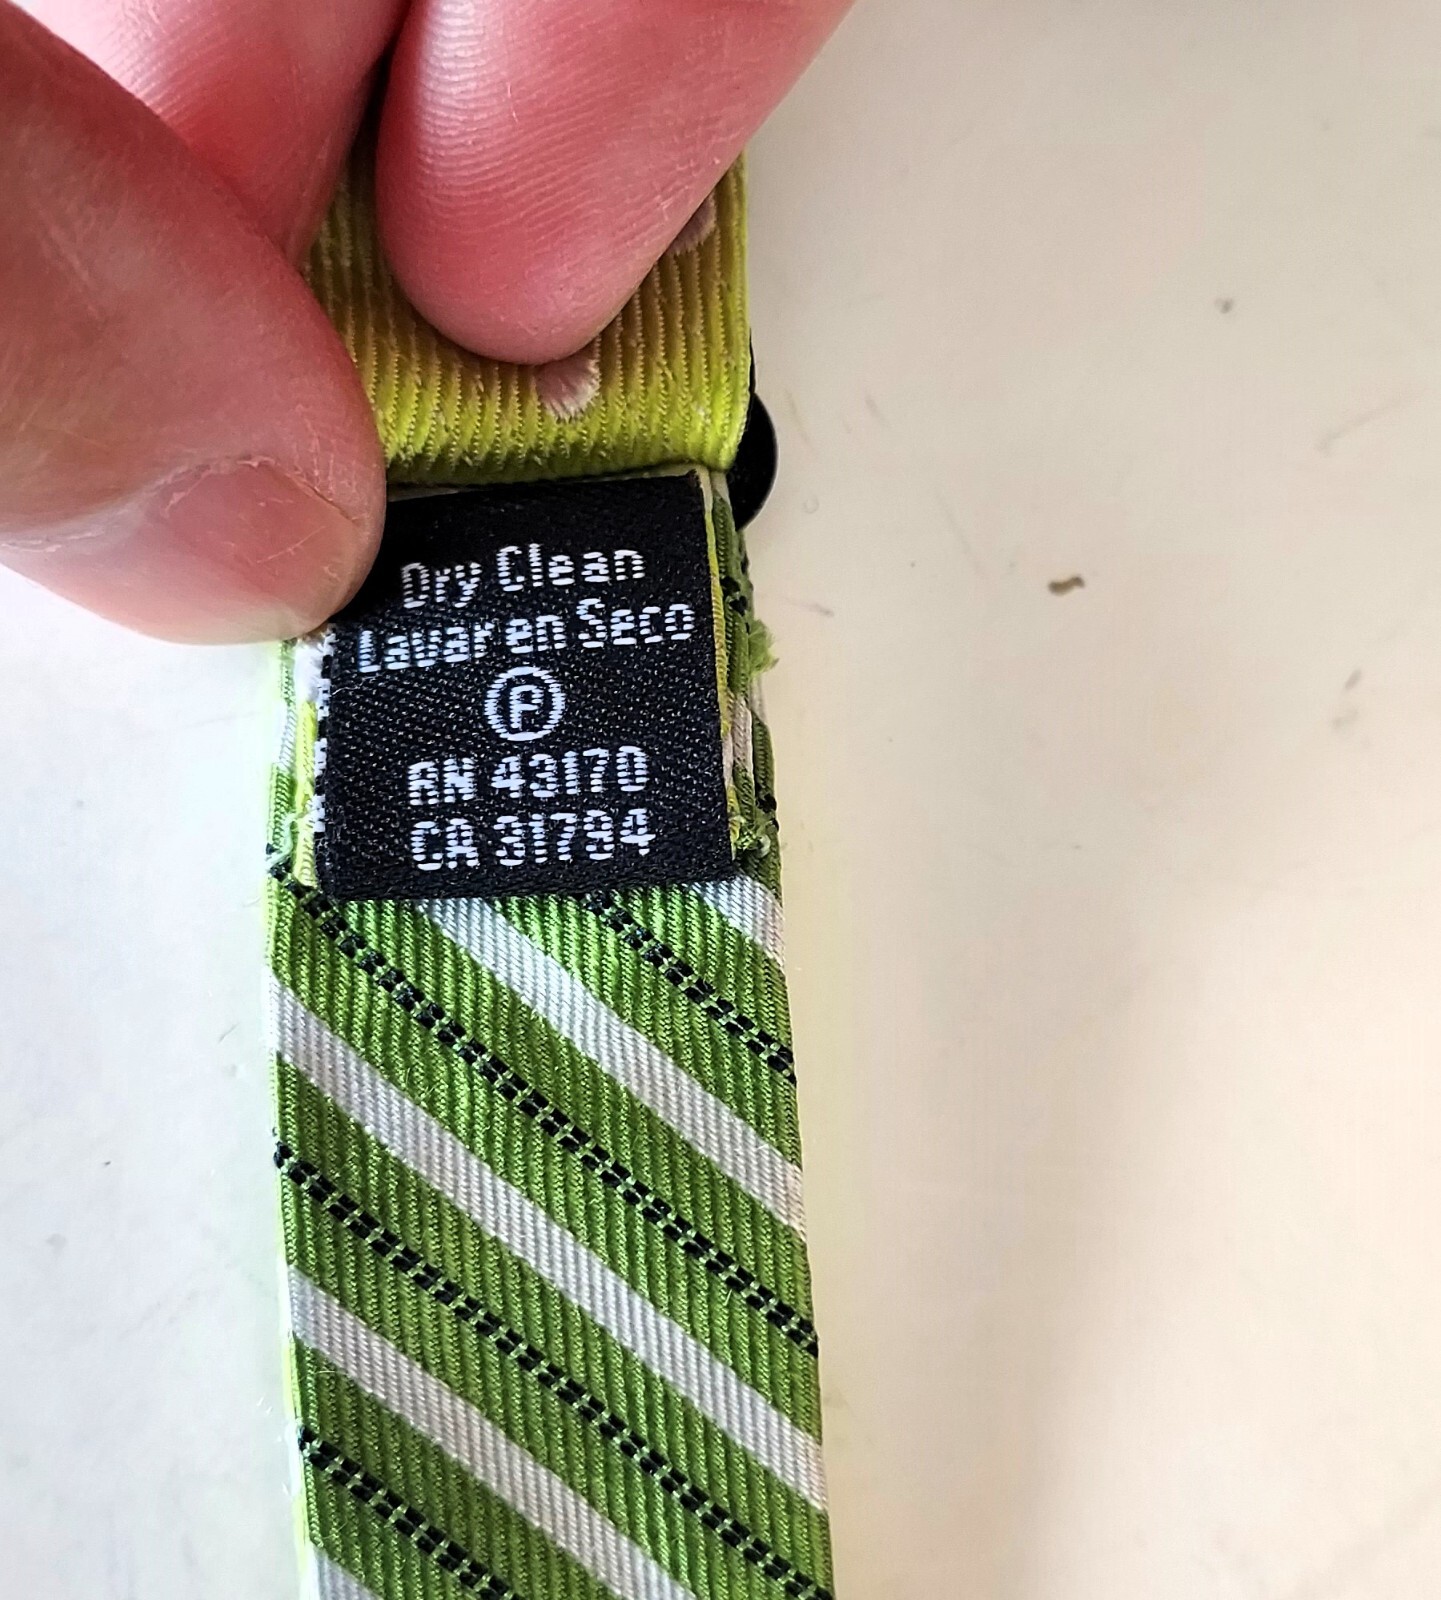 Dry Clean
Lavar en Seco
P
RN 43170
CA 31794